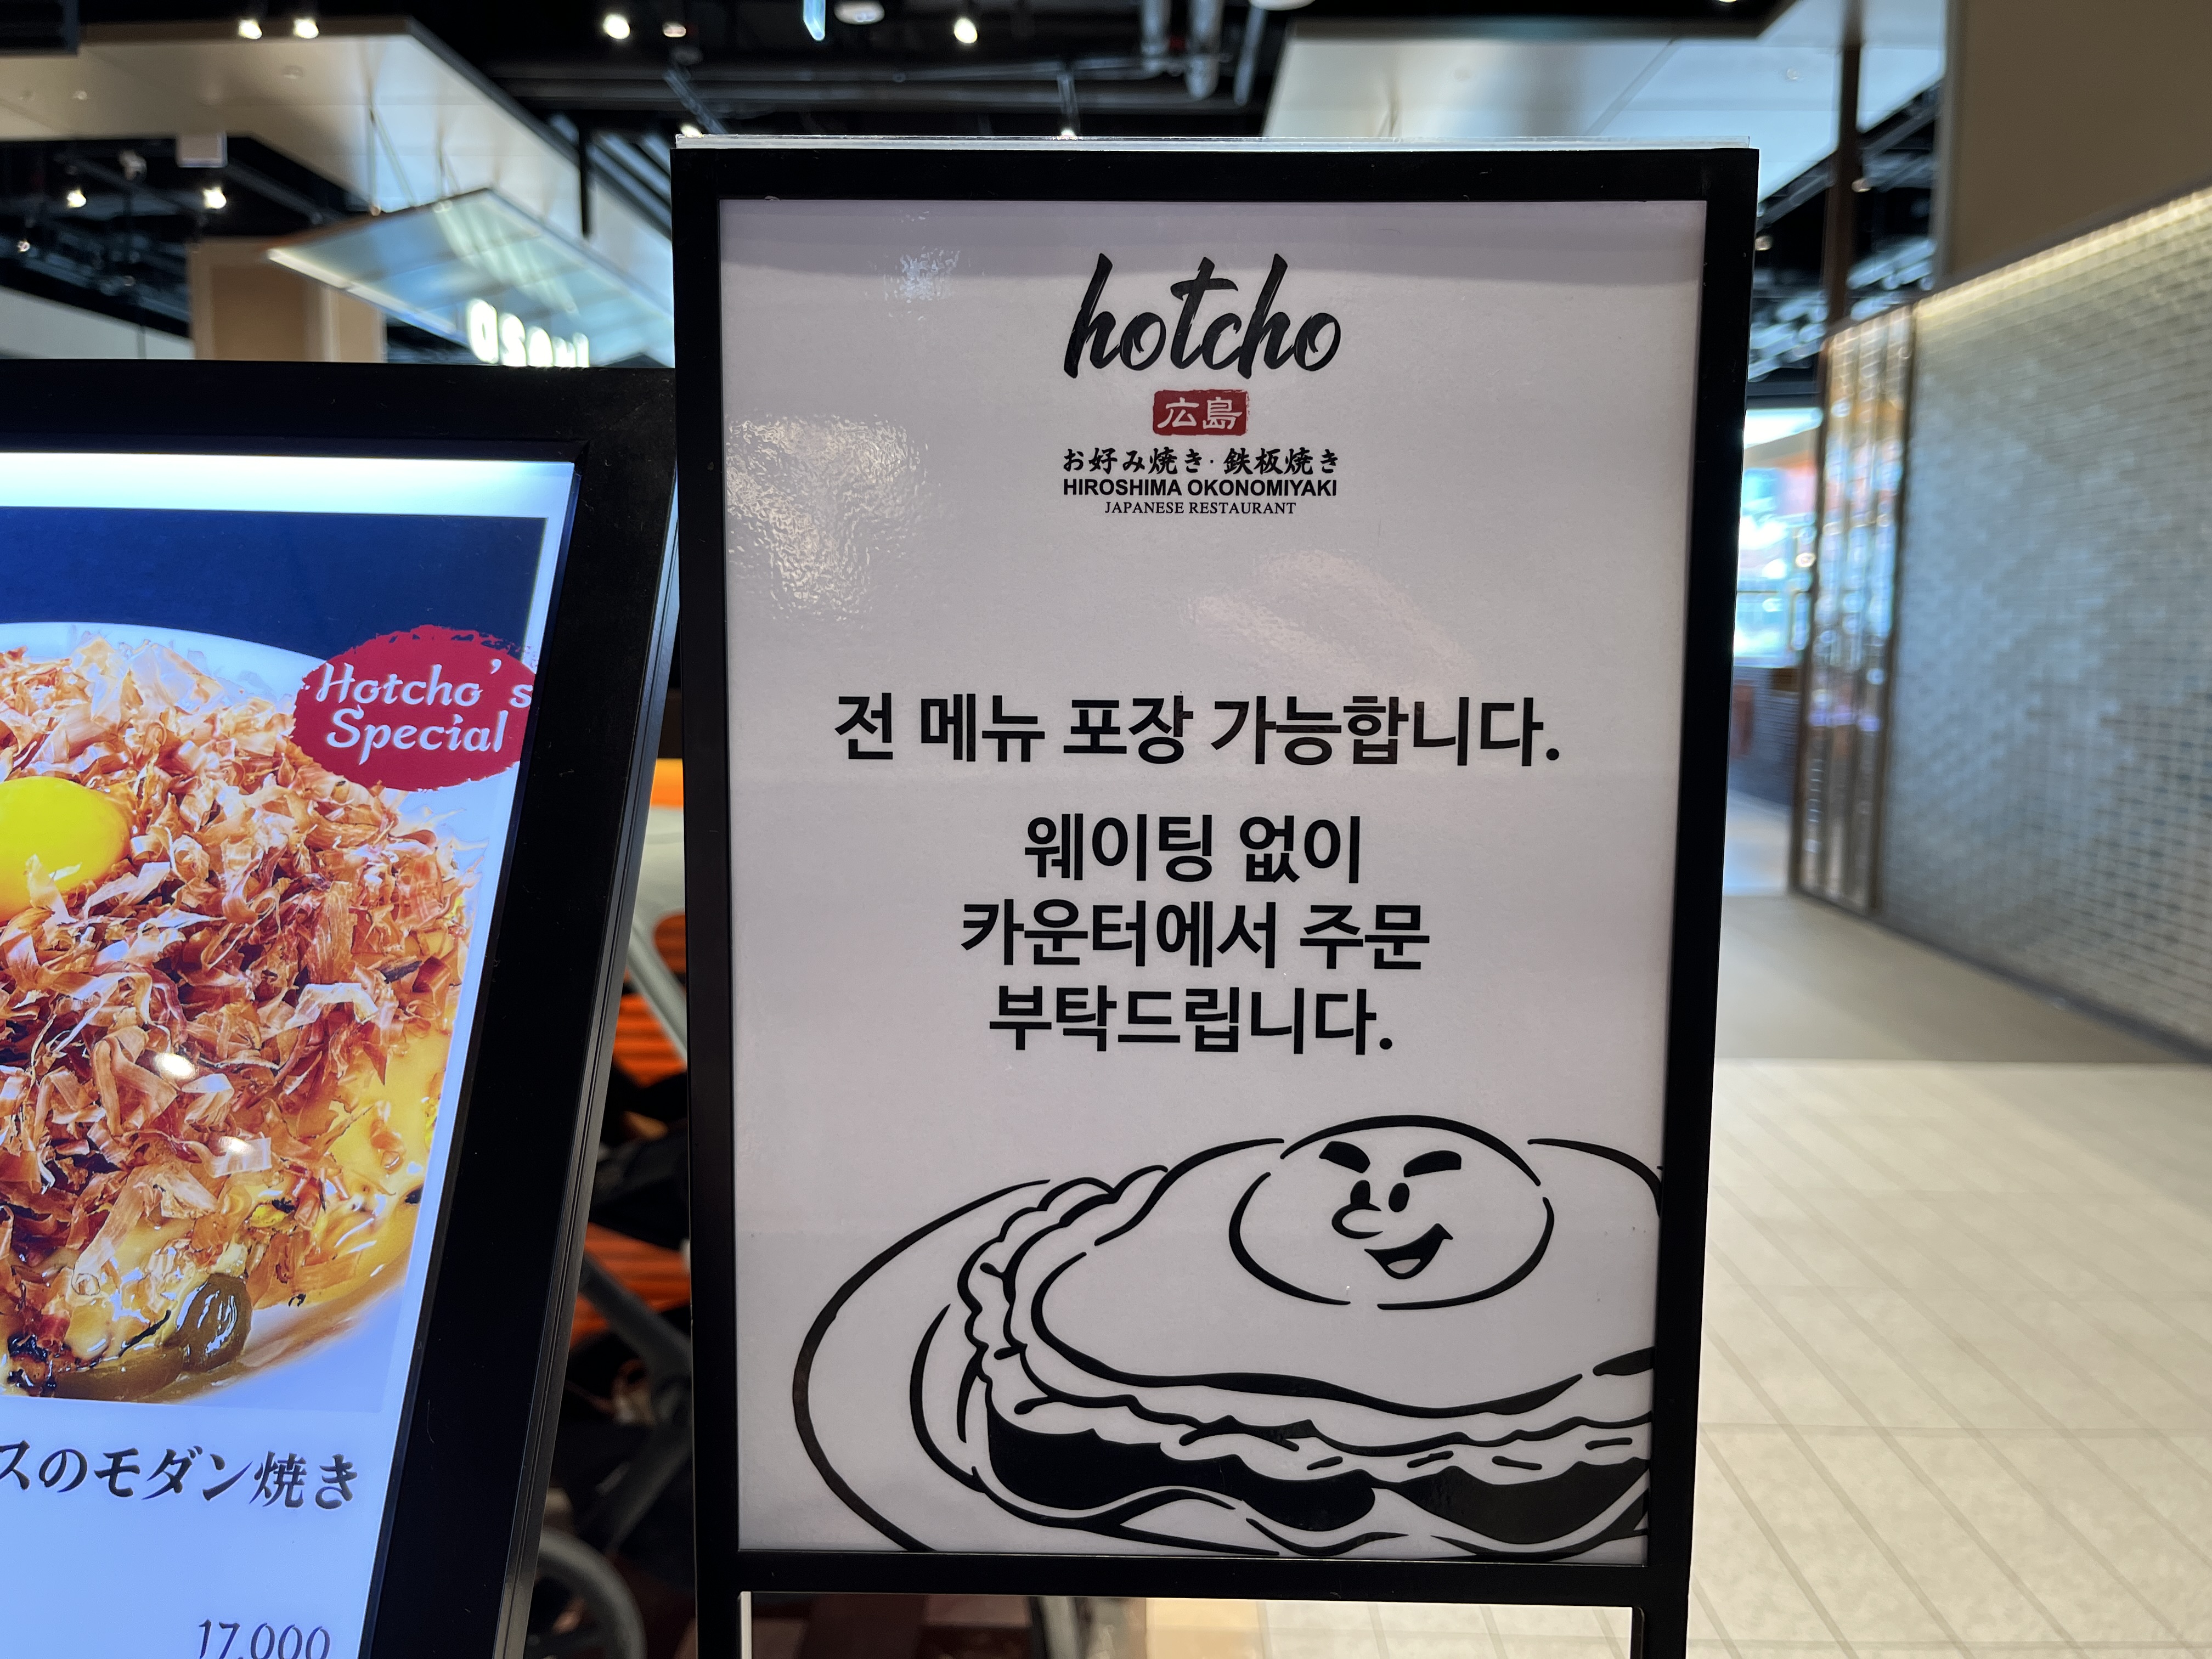 hotcho
広島
お好み焼き・鉄板焼き
HIROSHIMA OKONOMIYAKI
JAPANESE RESTAURANT
전 메뉴 포장 가능합니다.
웨이팅 없이
카운터에서 주문
부탁드립니다.
Hotcho's
Special
スのモダン焼き
17,000